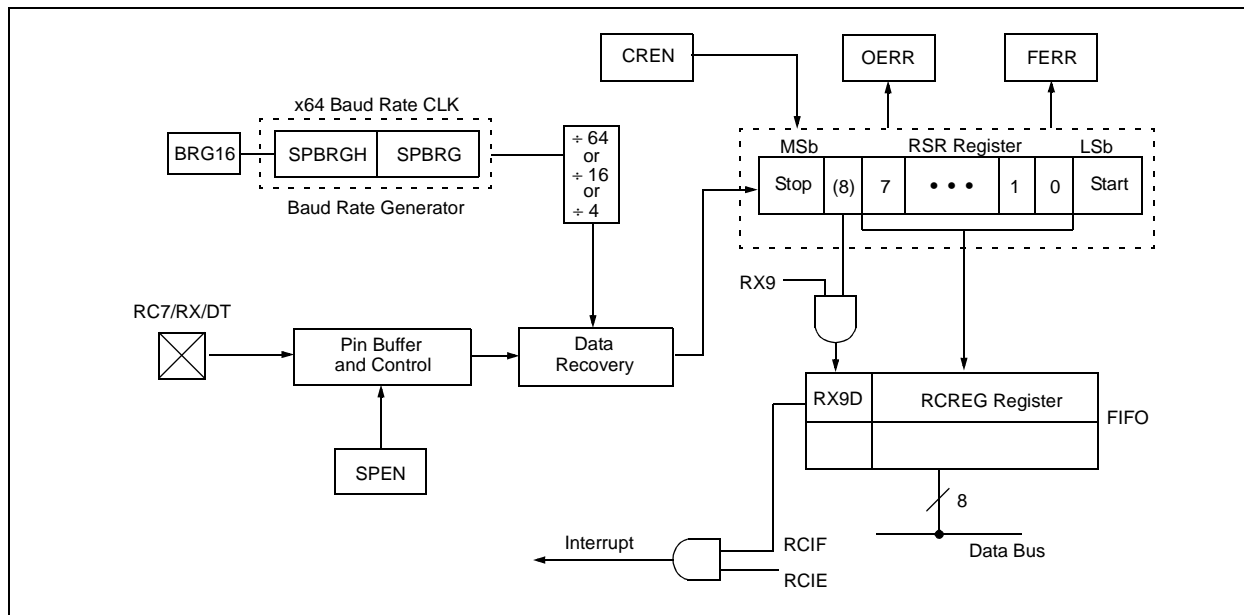 CREN
OERR
FERR
x64 Baud Rate CLK
BRG16
SPBRGH
SPBRG
Baud Rate Generator
÷ 64
or
÷ 16
or
÷ 4
MSb
RSR Register
LSb
Stop
(8)
7
• • •
1
0
Start
RX9
RC7/RX/DT
Pin Buffer
and Control
Data
Recovery
SPEN
RX9D
RCREG Register
FIFO
8
Data Bus
Interrupt
RCIF
RCIE